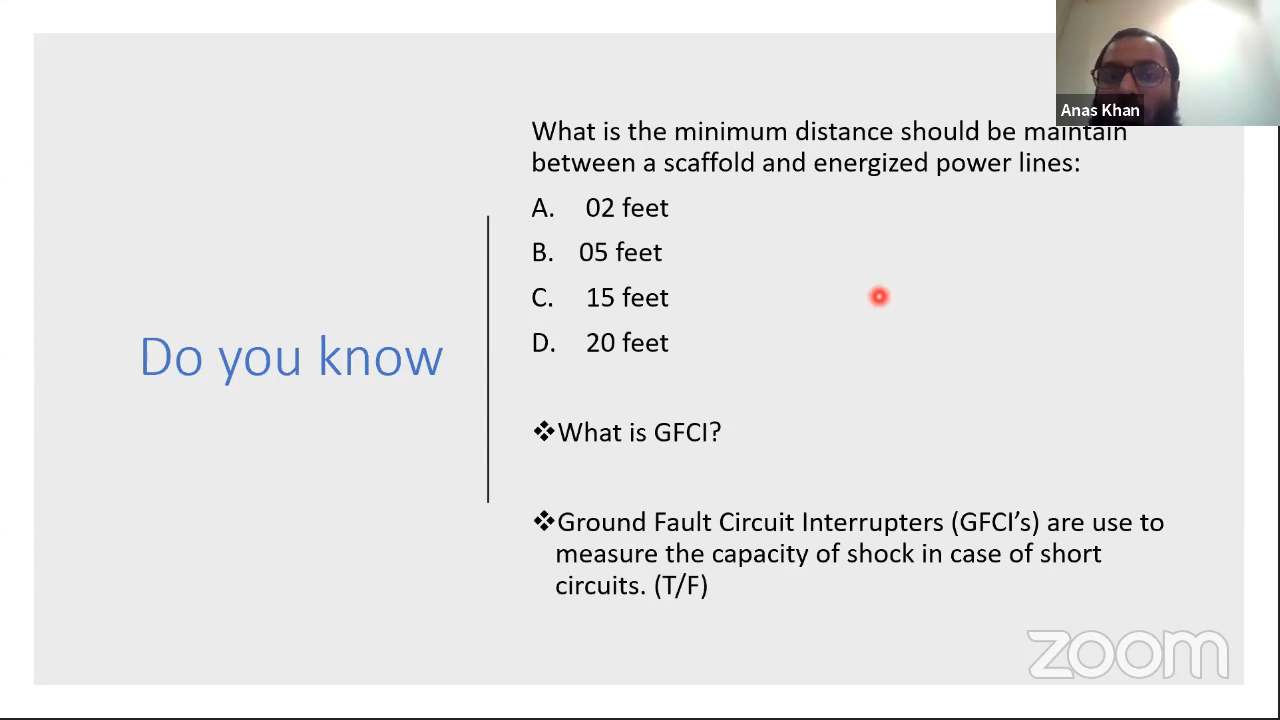 Anas Khan
What is the minimum distance should be maintain
between a scaffold and energized power lines:
A. 02 feet
B. 05 feet
C. 15 feet
D. 20 feet
Do you know
❖What is GFCI?
❖Ground Fault Circuit Interrupters (GFCI’s) are use to
measure the capacity of shock in case of short
circuits. (T/F)
zoom